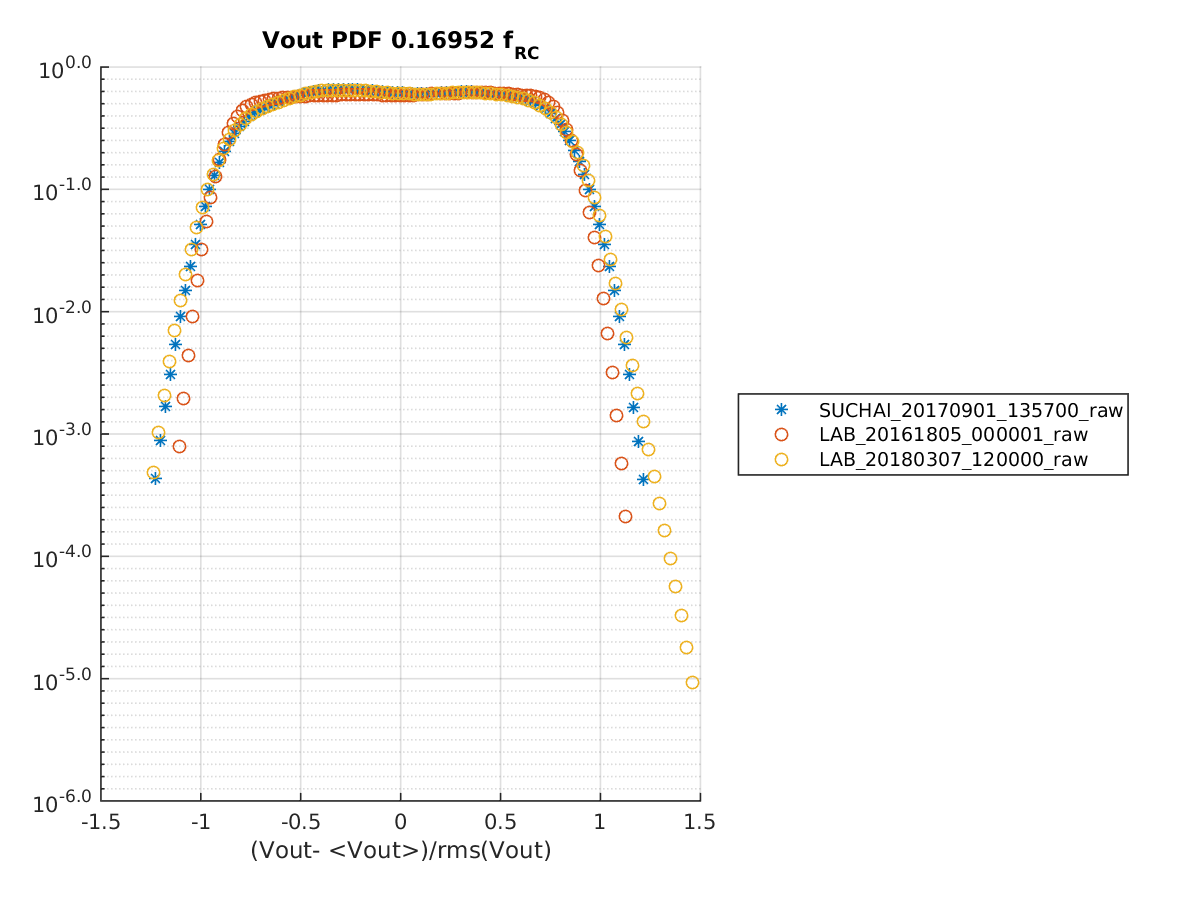 Vout PDF 0.16952 f_RC
10^0.0
10^-1.0
10^-2.0
10^-3.0
10^-4.0
10^-5.0
10^-6.0
-1.5 -1 -0.5 0 0.5 1 1.5
(Vout- <Vout>)/rms(Vout)
SUCHAI_20170901_135700_raw
LAB_20161805_000001_raw
LAB_20180307_120000_raw